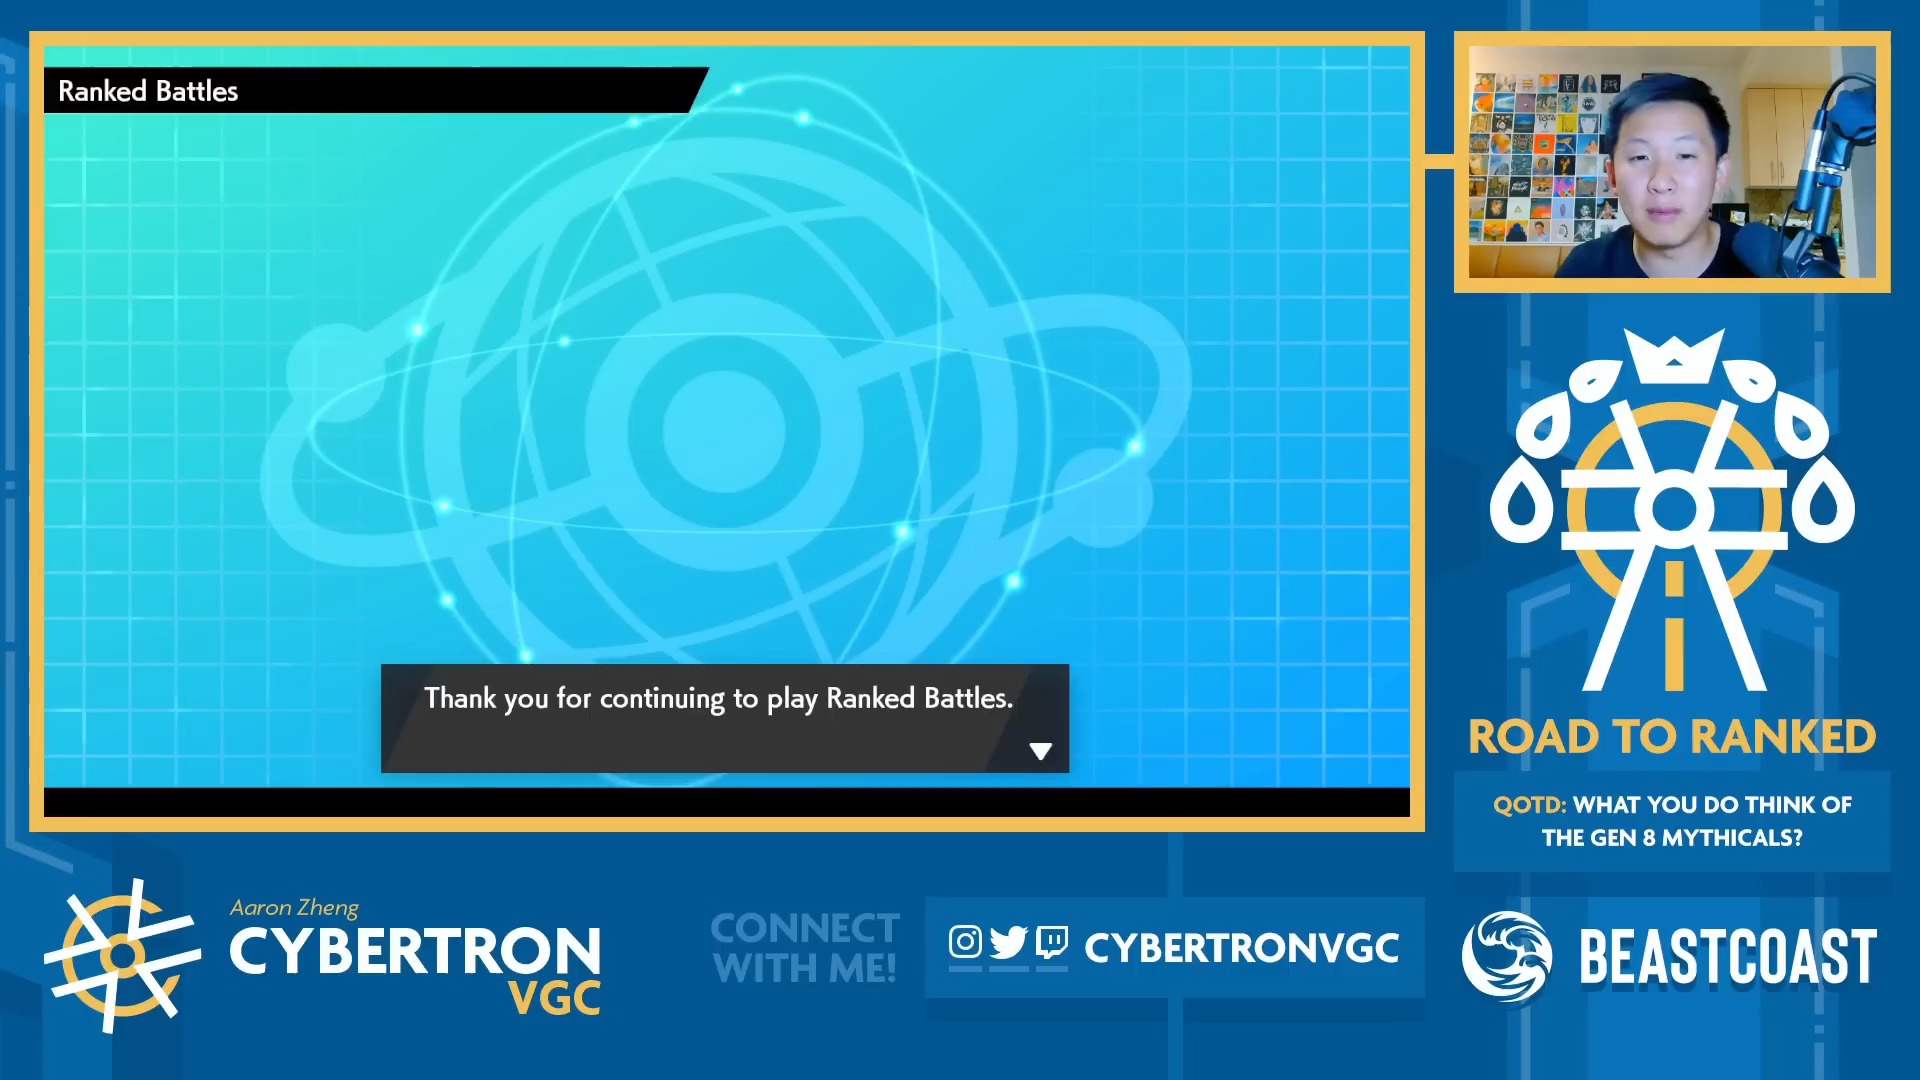 Ranked Battles
Thank you for continuing to play Ranked Battles.
ROAD TO RANKED
QOTD: WHAT YOU DO THINK OF
THE GEN 8 MYTHICALS?
Aaron Zheng
CYBERTRON
VGC
CONNECT
WITH ME!
CYBERTRONVGC
BEASTCOAST